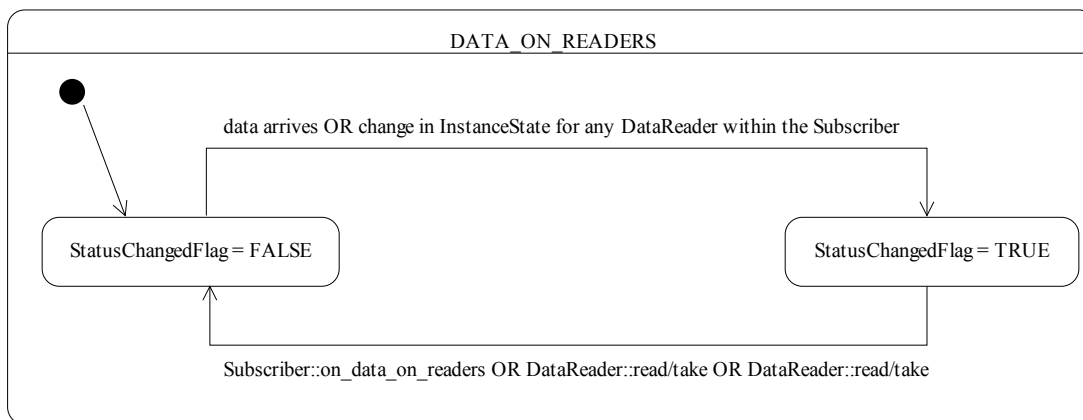 DATA_ON_READERS
data arrives OR change in InstanceState for any DataReader within the Subscriber
StatusChangedFlag = FALSE
StatusChangedFlag = TRUE
Subscriber::on_data_on_readers OR DataReader::read/take OR DataReader::read/take